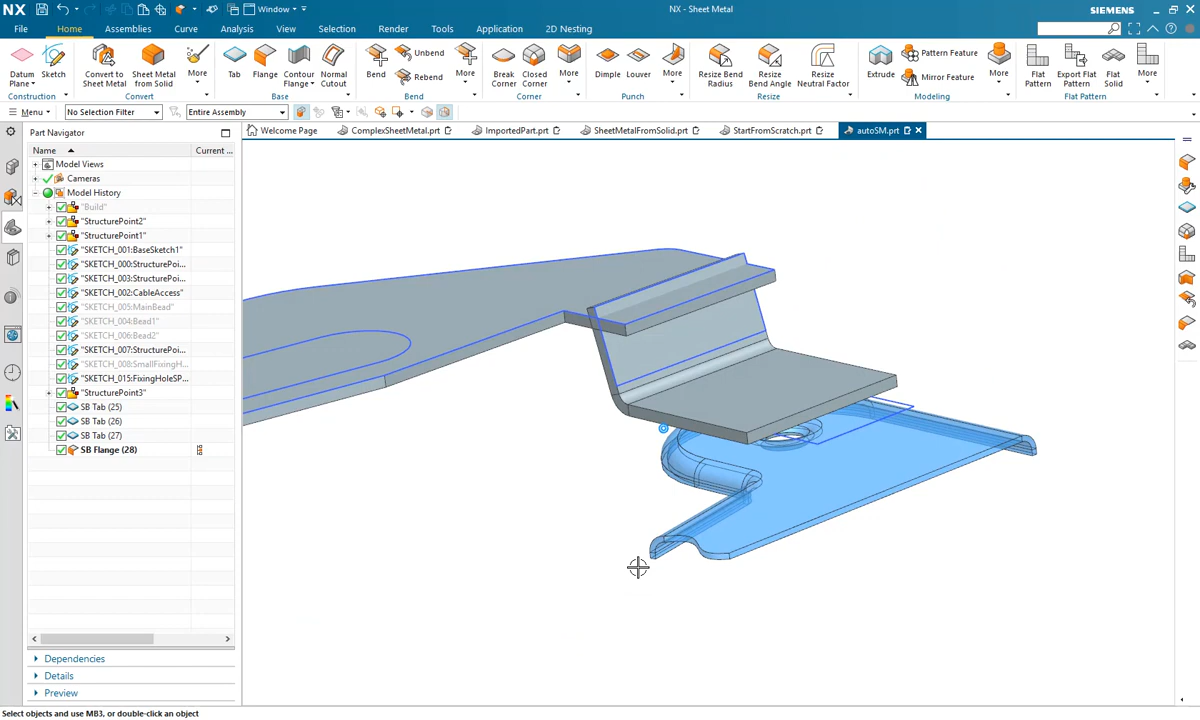 NX Window NX - Sheet Metal SIEMENS
File Home Assemblies Curve Analysis View Selection Render Tools Application 2D Nesting
Datum Plane Sketch Convert to Sheet Metal Sheet Metal from Solid More Tab Flange Contour Flange Normal Cutout Bend Unbend Rebend More Break Corner Closed Corner More Dimple Louver More Resize Bend Radius Resize Bend Angle Resize Neutral Factor Extrude Pattern Feature Mirror Feature More Flat Pattern Export Flat Pattern Flat Solid More
Construction Convert Base Bend Corner Punch Resize Modeling Flat Pattern
Menu No Selection Filter Entire Assembly
Part Navigator
Welcome Page ComplexSheetMetal.prt ImportedPart.prt SheetMetalFromSolid.prt StartFromScratch.prt autoSM.prt
Name Current ...
Model Views
Cameras
Model History
"Build"
"StructurePoint2"
"StructurePoint1"
"SKETCH_001:BaseSketch1"
"SKETCH_000:StructurePoi...
"SKETCH_003:StructurePoi...
"SKETCH_002:CableAccess"
"SKETCH_005:MainBead"
"SKETCH_004:Bead1"
"SKETCH_006:Bead2"
"SKETCH_007:StructurePoi...
"SKETCH_008:SmallFixingH...
"SKETCH_015:FixingHoleSP...
"StructurePoint3"
SB Tab (25)
SB Tab (26)
SB Tab (27)
SB Flange (28)
Dependencies
Details
Preview
Select objects and use MB3, or double-click an object